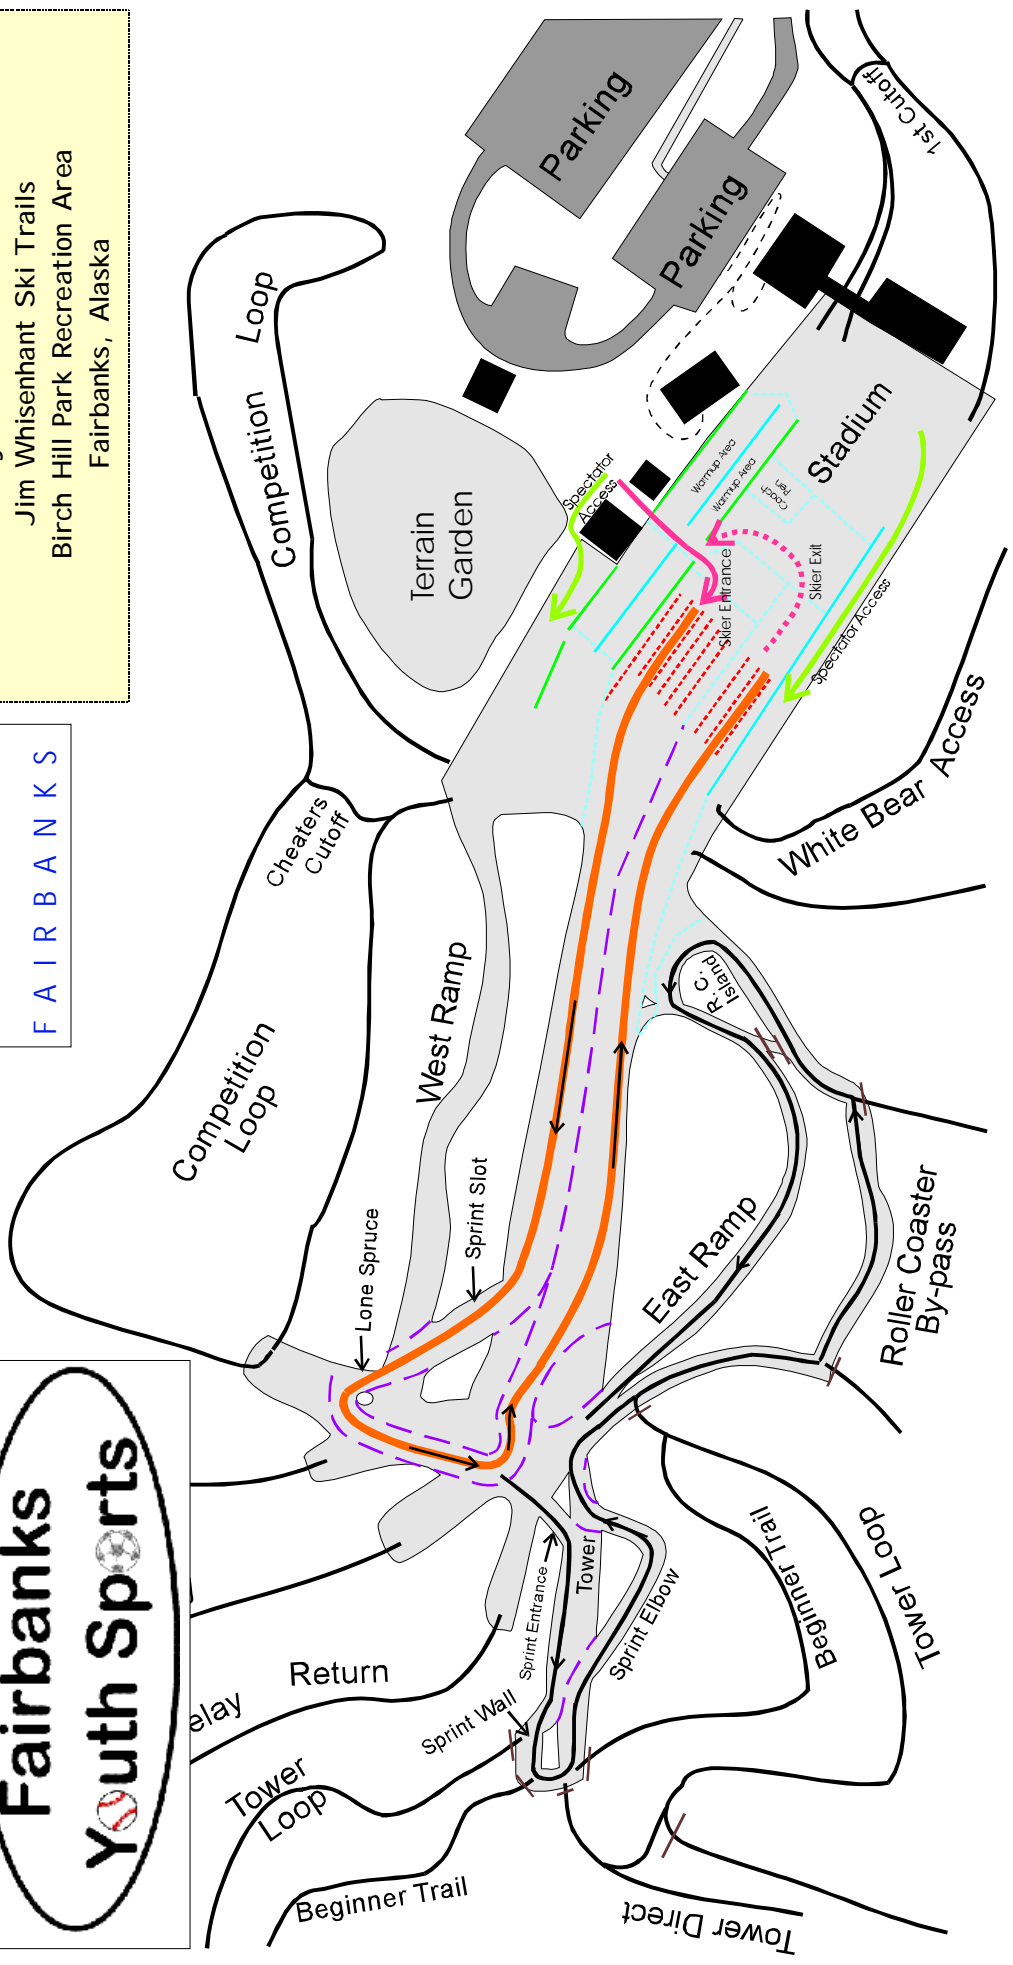 Jim Whisenhant Ski Trails
Birch Hill Park Recreation Area
Fairbanks, Alaska
FAIRBANKS
Fairbanks
Youth Sports
Parking
Parking
1st Cutoff
Loop
Competition
Terrain
Garden
Spectator
Access
Warmup Area
Warmup Area
Coach
Pen
Stadium
Skier Entrance
Skier Exit
Spectator Access
White Bear Access
Cheaters
Cutoff
West Ramp
R.C.
Island
Competition
Loop
Sprint Slot
Lone Spruce
East Ramp
Roller Coaster
By-pass
Tower
Sprint Entrance
Sprint Elbow
Sprint Wall
Beginner Trail
Tower Loop
Return
elay
Tower
Loop
Beginner Trail
Tower Direct